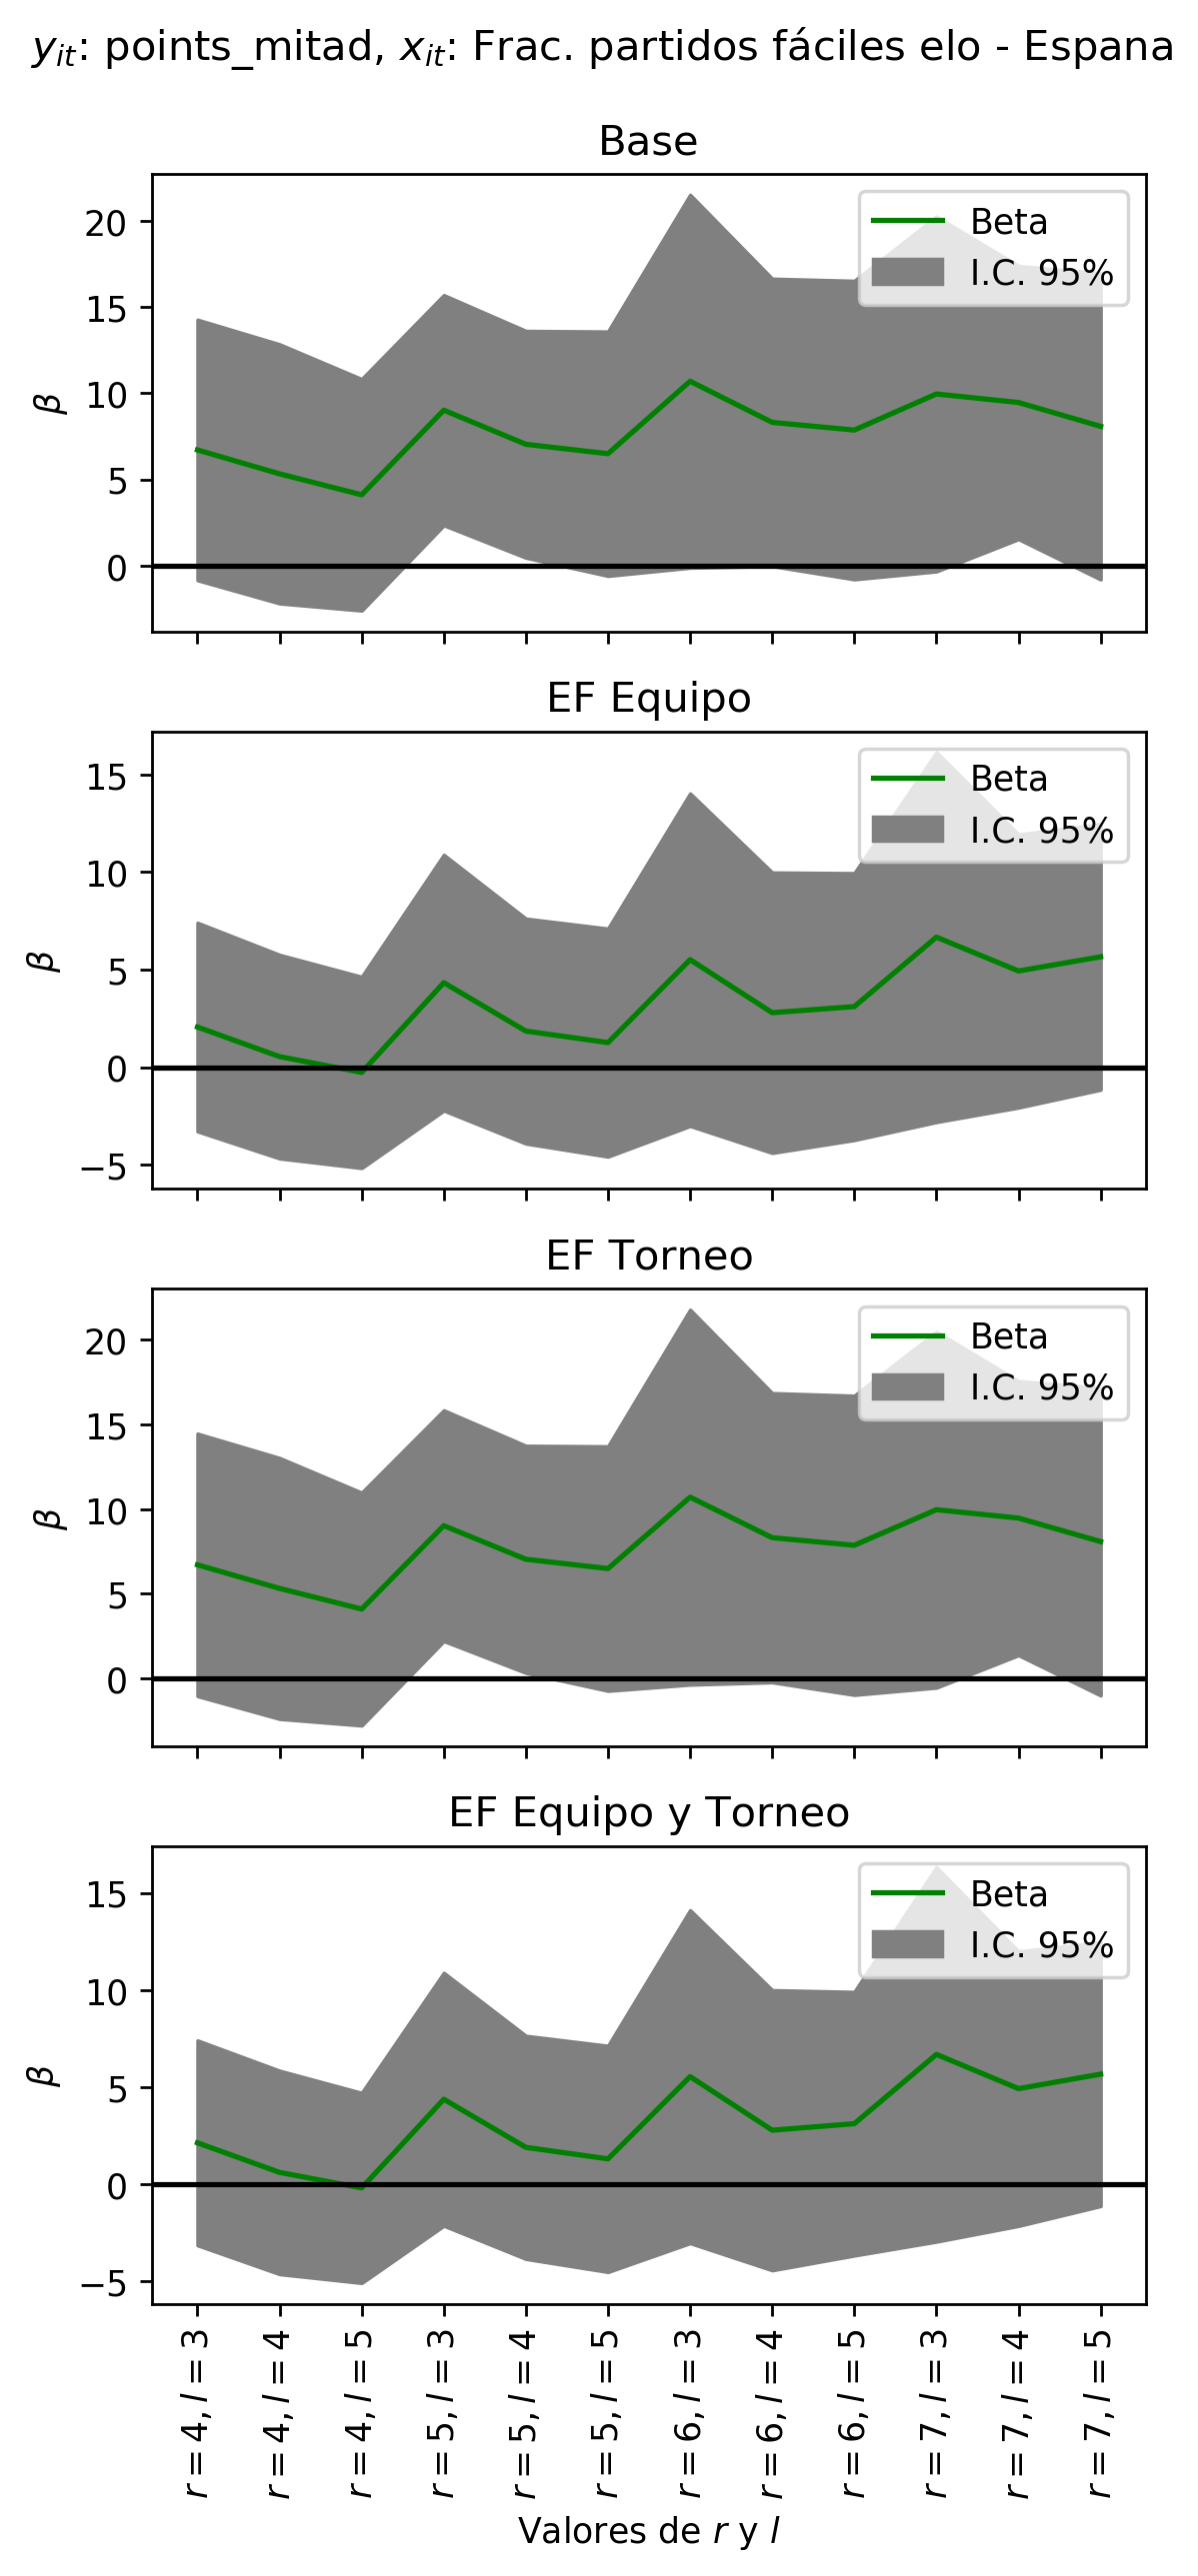 y_it: points_mitad, x_it: Frac. partidos fáciles elo - Espana
Base
Beta
I.C. 95%
20
15
10
5
0
β
EF Equipo
Beta
I.C. 95%
15
10
5
0
−5
β
EF Torneo
Beta
I.C. 95%
20
15
10
5
0
β
EF Equipo y Torneo
Beta
I.C. 95%
15
10
5
0
−5
β
r = 4, l = 3
r = 4, l = 4
r = 4, l = 5
r = 5, l = 3
r = 5, l = 4
r = 5, l = 5
r = 6, l = 3
r = 6, l = 4
r = 6, l = 5
r = 7, l = 3
r = 7, l = 4
r = 7, l = 5
Valores de r y l